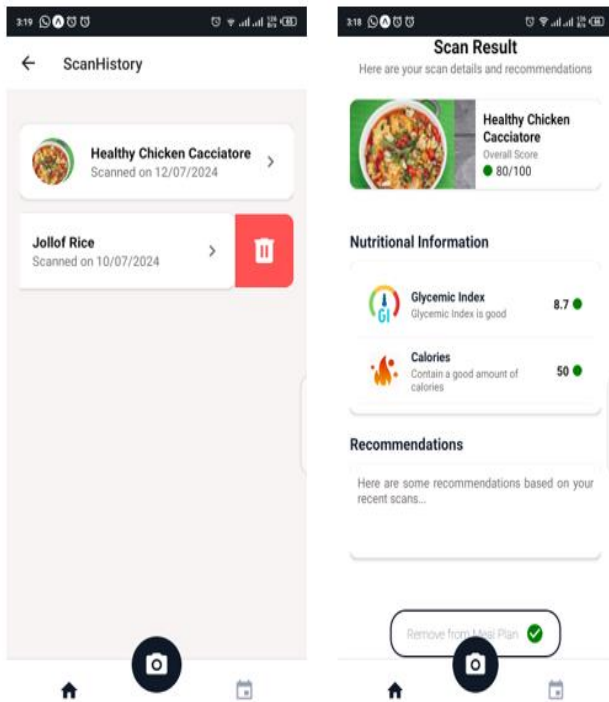 3:19
ScanHistory
Healthy Chicken Cacciatore
Scanned on 12/07/2024
Jollof Rice
Scanned on 10/07/2024
3:18
Scan Result
Here are your scan details and recommendations
Healthy Chicken
Cacciatore
Overall Score
80/100
Nutritional Information
GI
Glycemic Index
Glycemic Index is good
8.7
Calories
Contain a good amount of
calories
50
Recommendations
Here are some recommendations based on your
recent scans...
Remove from Meal Plan